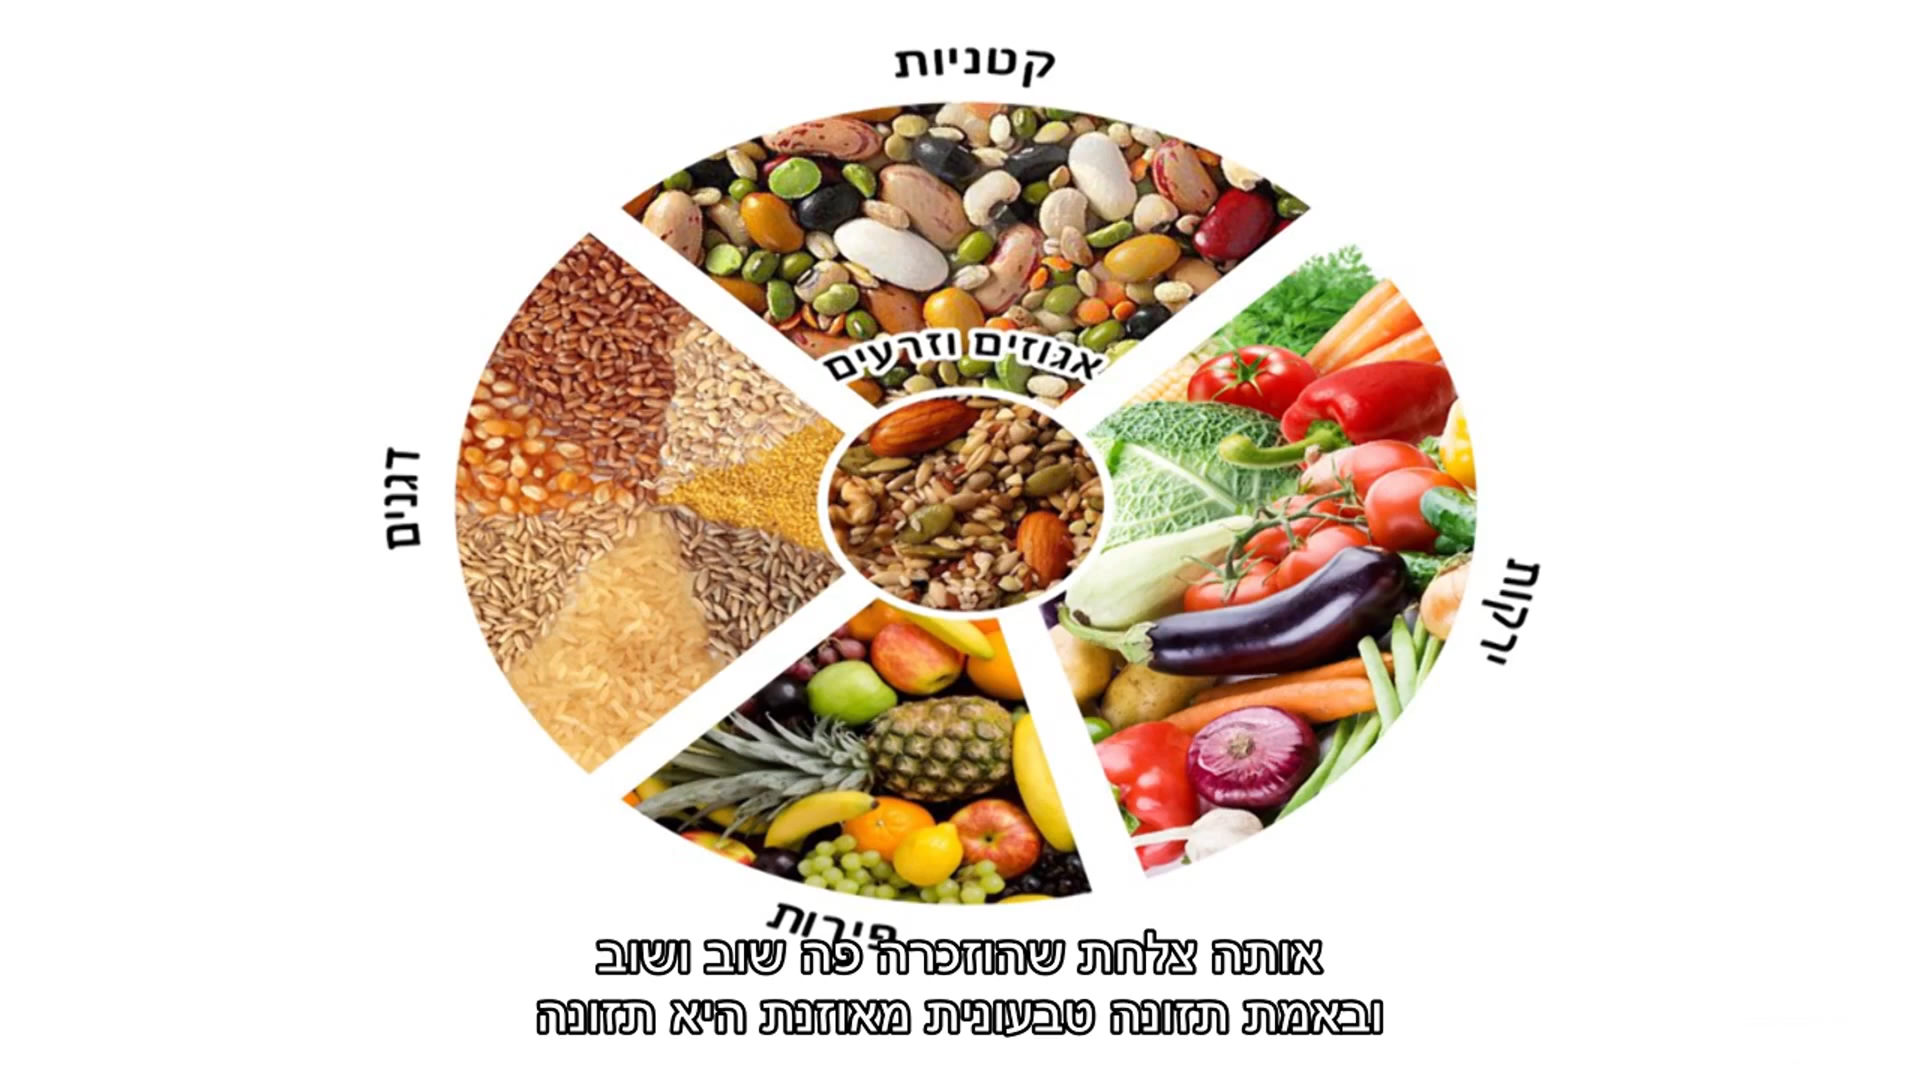 קטניות
אגוזים וזרעים
דגנים
ירקות
פירות
אותה צלחת שהוזכרה פה שוב ושוב
ובאמת תזונה טבעונית מאוזנת היא תזונה